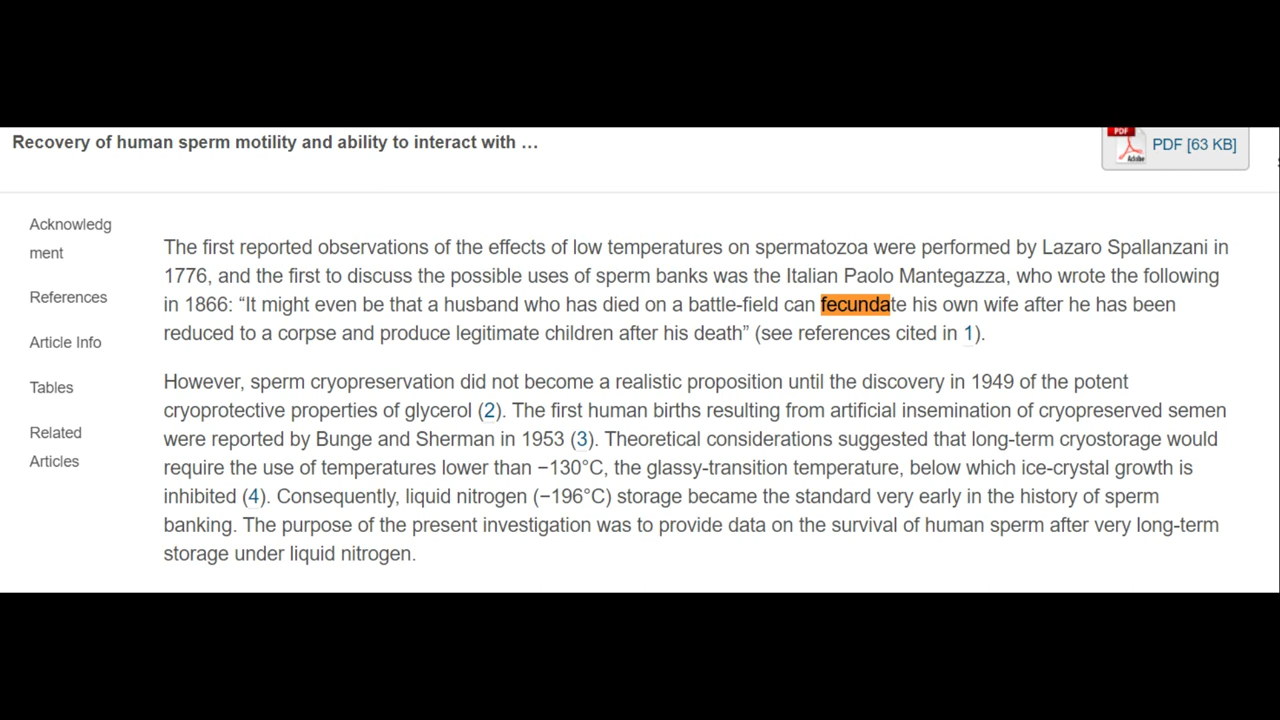 Recovery of human sperm motility and ability to interact with …
PDF
Adobe
PDF [63 KB]
Acknowledg
ment
References
Article Info
Tables
Related
Articles
The first reported observations of the effects of low temperatures on spermatozoa were performed by Lazaro Spallanzani in
1776, and the first to discuss the possible uses of sperm banks was the Italian Paolo Mantegazza, who wrote the following
in 1866: “It might even be that a husband who has died on a battle-field can fecundate his own wife after he has been
reduced to a corpse and produce legitimate children after his death” (see references cited in 1).
However, sperm cryopreservation did not become a realistic proposition until the discovery in 1949 of the potent
cryoprotective properties of glycerol (2). The first human births resulting from artificial insemination of cryopreserved semen
were reported by Bunge and Sherman in 1953 (3). Theoretical considerations suggested that long-term cryostorage would
require the use of temperatures lower than −130°C, the glassy-transition temperature, below which ice-crystal growth is
inhibited (4). Consequently, liquid nitrogen (−196°C) storage became the standard very early in the history of sperm
banking. The purpose of the present investigation was to provide data on the survival of human sperm after very long-term
storage under liquid nitrogen.